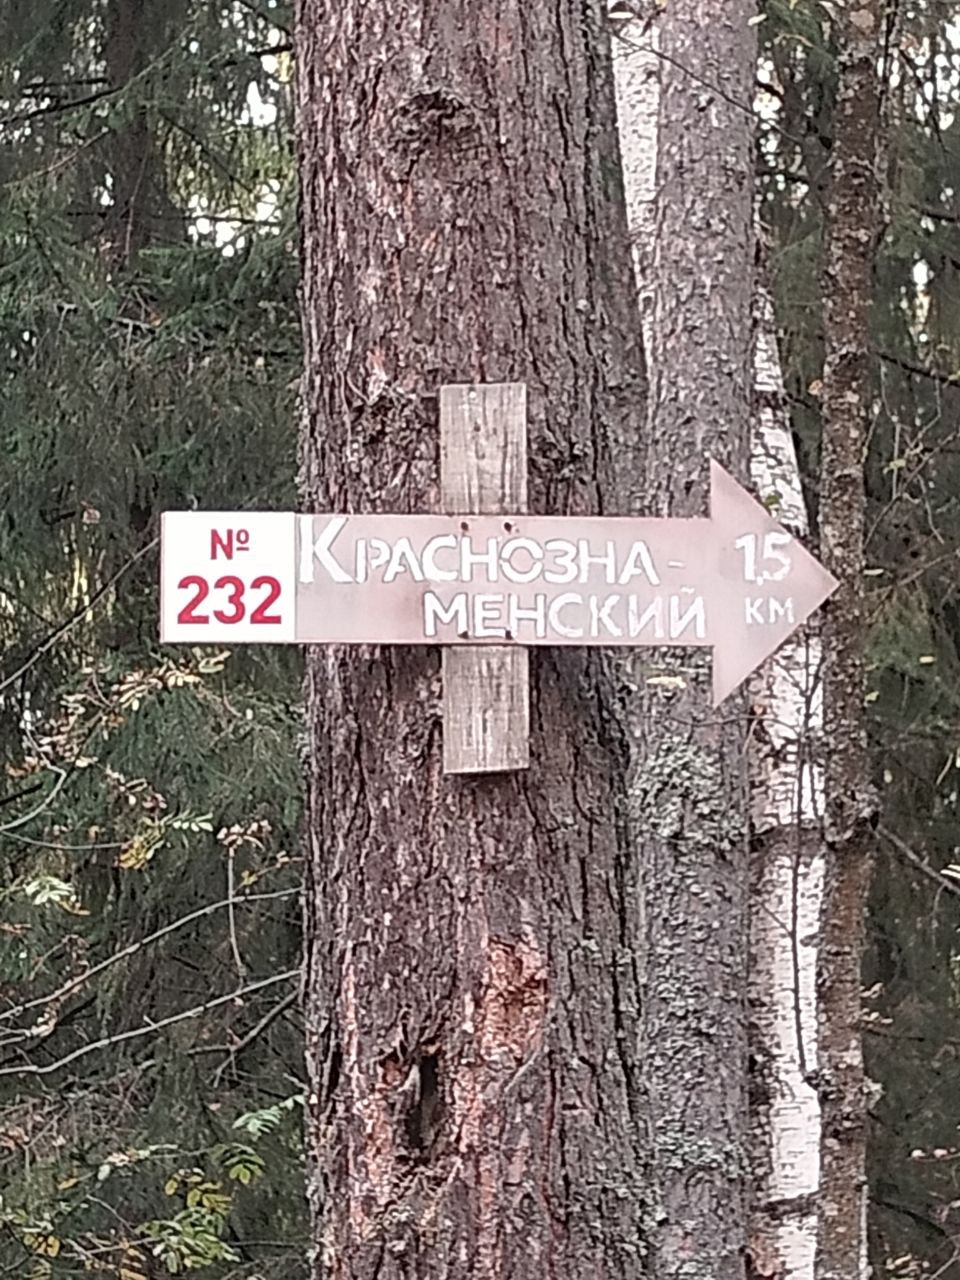 №
232
Краснозна-
менский
1,5
км